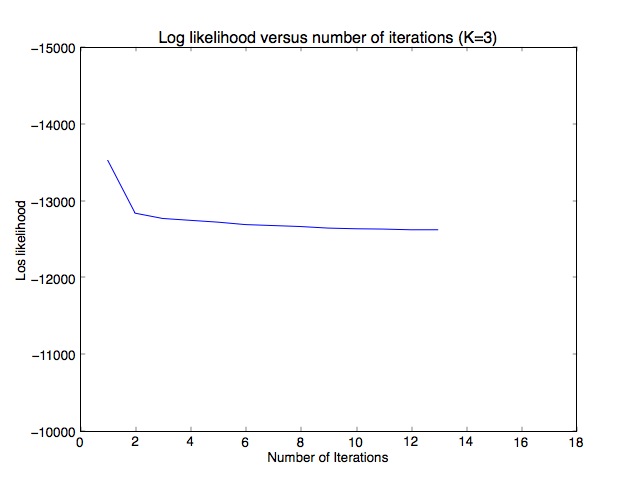 Log likelihood versus number of iterations (K=3)
−15000
−14000
−13000
−12000
−11000
−10000
Los likelihood
0 2 4 6 8 10 12 14 16 18
Number of Iterations